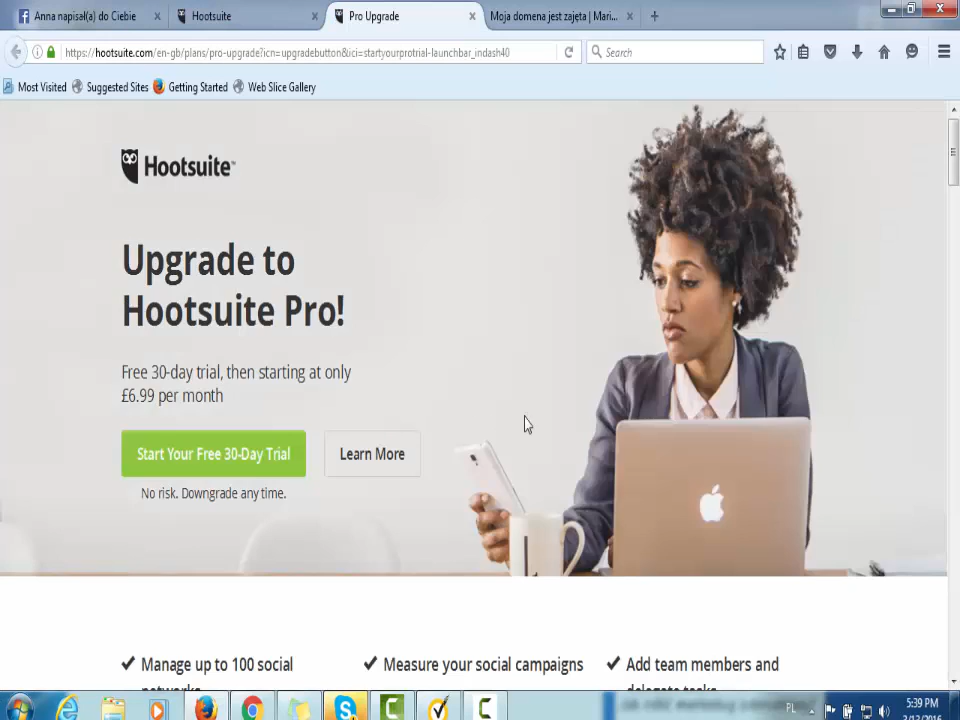 Anna napisał(a) do Ciebie
Hootsuite
Pro Upgrade
Moja domena jest zajęta | Mari...
https://hootsuite.com/en-gb/plans/pro-upgrade?icn=upgradebutton&ici=startyourprotrial-launchbar_indash40
Search
Most Visited
Suggested Sites
Getting Started
Web Slice Gallery
Hootsuite™
Upgrade to
Hootsuite Pro!
Free 30-day trial, then starting at only
£6.99 per month
Start Your Free 30-Day Trial
Learn More
No risk. Downgrade any time.
Manage up to 100 social
networks
Measure your social campaigns
Add team members and
delegate tasks
PL
5:39 PM